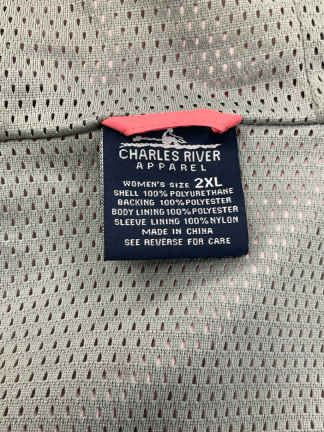 CHARLES RIVER
APPAREL
WOMEN'S SIZE 2XL
SHELL 100% POLYURETHANE
BACKING 100% POLYESTER
BODY LINING 100% POLYESTER
SLEEVE LINING 100% NYLON
MADE IN CHINA
SEE REVERSE FOR CARE